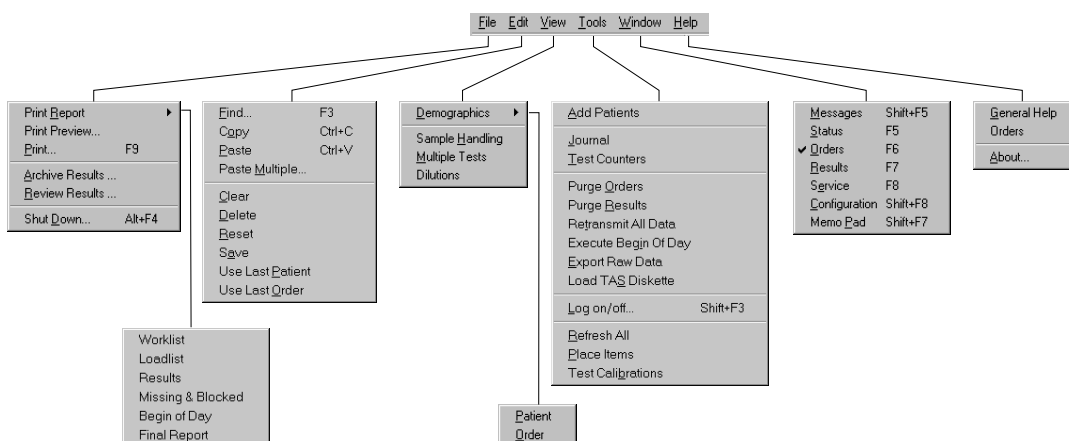 File Edit View Tools Window Help
Print Report
Print Preview...
Print... F9
Archive Results ...
Review Results ...
Shut Down... Alt+F4
Find... F3
Copy Ctrl+C
Paste Ctrl+V
Paste Multiple...
Clear
Delete
Reset
Save
Use Last Patient
Use Last Order
Demographics
Sample Handling
Multiple Tests
Dilutions
Add Patients
Journal
Test Counters
Purge Orders
Purge Results
Retransmit All Data
Execute Begin Of Day
Export Raw Data
Load TAS Diskette
Log on/off... Shift+F3
Refresh All
Place Items
Test Calibrations
Messages Shift+F5
Status F5
Orders F6
Results F7
Service F8
Configuration Shift+F8
Memo Pad Shift+F7
General Help
Orders
About...
Worklist
Loadlist
Results
Missing & Blocked
Begin of Day
Final Report
Patient
Order